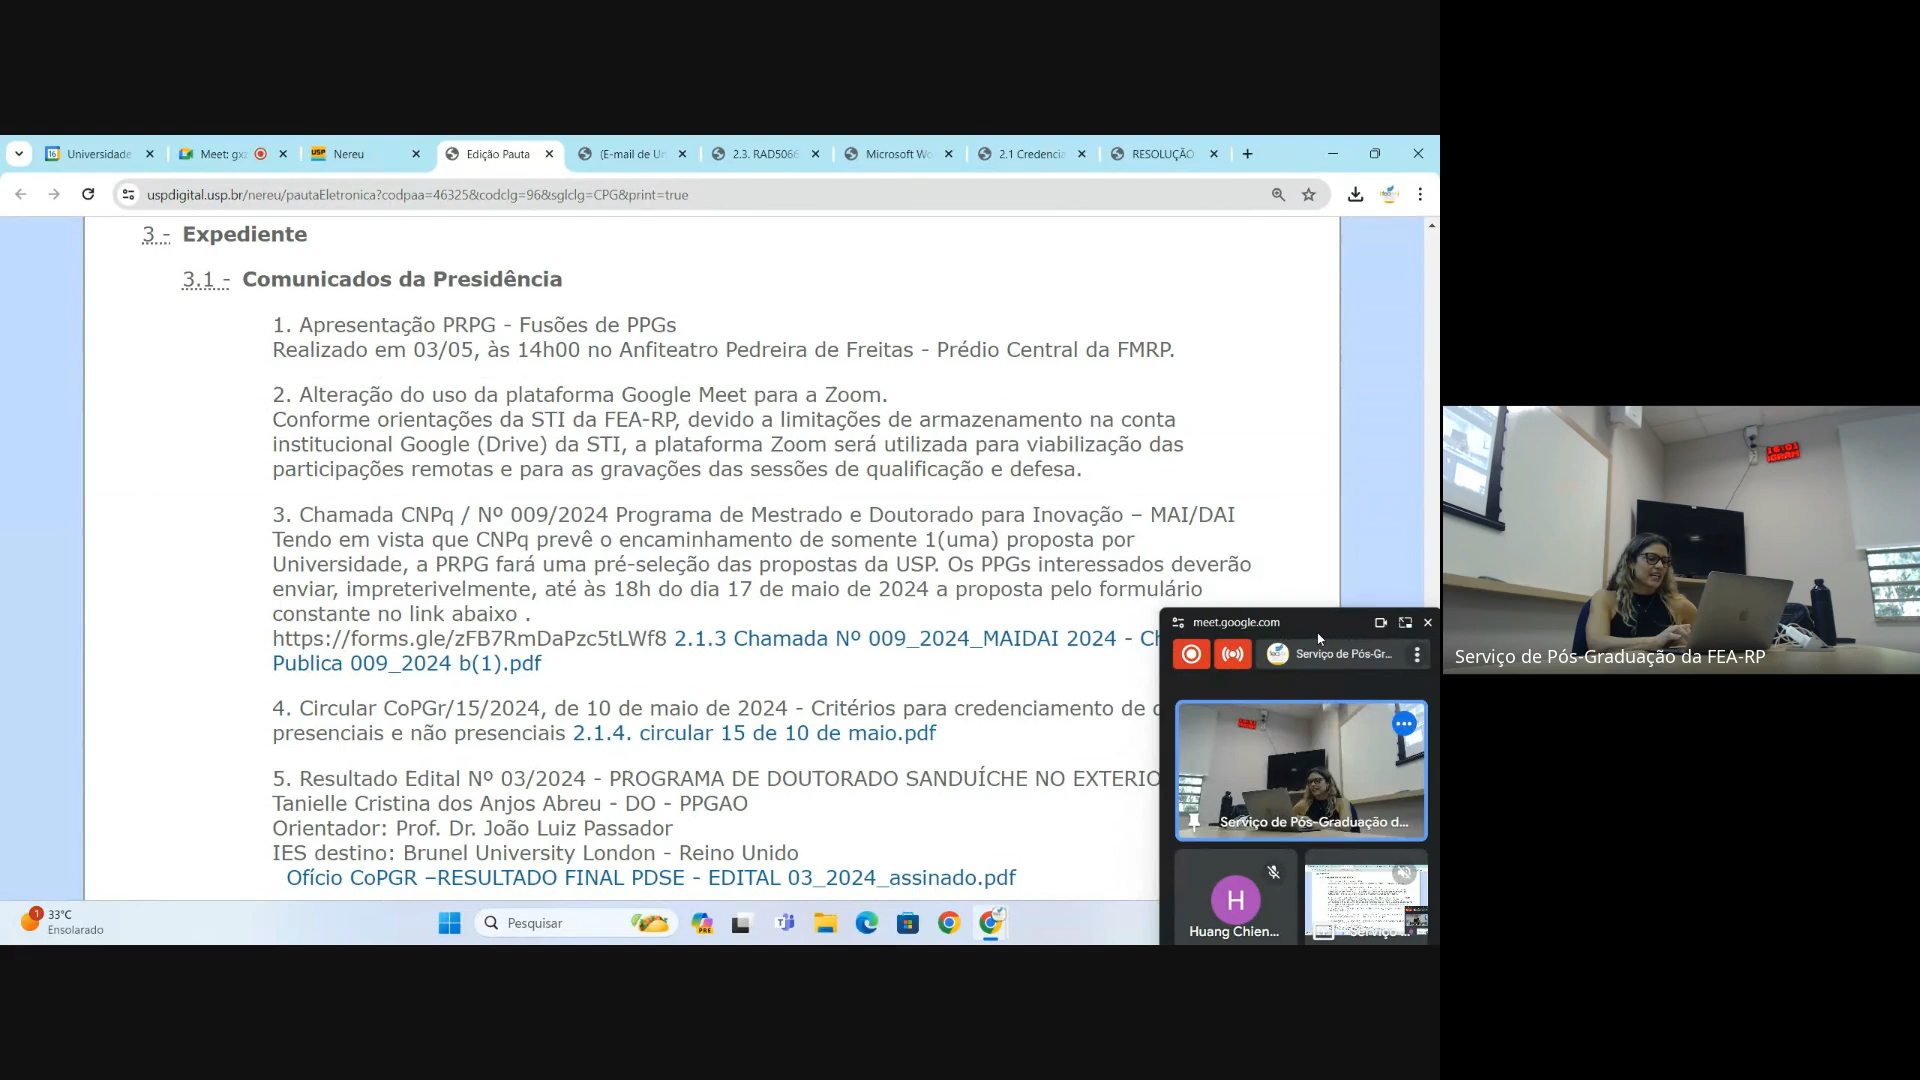 Universidade
Meet: gx
Nereu
Edição Pauta
(E-mail de Un
2.3. RAD506
Microsoft Wo
2.1 Credencia
RESOLUÇÃO
uspdigital.usp.br/nereu/pautaEletronica?codpaa=46325&codclg=96&sglclg=CPG&print=true
3 - Expediente
3.1 - Comunicados da Presidência
1. Apresentação PRPG - Fusões de PPGs
Realizado em 03/05, às 14h00 no Anfiteatro Pedreira de Freitas - Prédio Central da FMRP.
2. Alteração do uso da plataforma Google Meet para a Zoom.
Conforme orientações da STI da FEA-RP, devido a limitações de armazenamento na conta
institucional Google (Drive) da STI, a plataforma Zoom será utilizada para viabilização das
participações remotas e para as gravações das sessões de qualificação e defesa.
3. Chamada CNPq / Nº 009/2024 Programa de Mestrado e Doutorado para Inovação – MAI/DAI
Tendo em vista que CNPq prevê o encaminhamento de somente 1(uma) proposta por
Universidade, a PRPG fará uma pré-seleção das propostas da USP. Os PPGs interessados deverão
enviar, impreterivelmente, até às 18h do dia 17 de maio de 2024 a proposta pelo formulário
constante no link abaixo .
https://forms.gle/zFB7RmDaPzc5tLWf8 2.1.3 Chamada Nº 009_2024_MAIDAI 2024 - Ch
Publica 009_2024 b(1).pdf
4. Circular CoPGr/15/2024, de 10 de maio de 2024 - Critérios para credenciamento de
presenciais e não presenciais 2.1.4. circular 15 de 10 de maio.pdf
5. Resultado Edital Nº 03/2024 - PROGRAMA DE DOUTORADO SANDUÍCHE NO EXTERIO
Tanielle Cristina dos Anjos Abreu - DO - PPGAO
Orientador: Prof. Dr. João Luiz Passador
IES destino: Brunel University London - Reino Unido
Ofício CoPGR –RESULTADO FINAL PDSE - EDITAL 03_2024_assinado.pdf
meet.google.com
Serviço de Pós-Gr...
Serviço de Pós-Graduação d...
H
Huang Chien...
Serviço ...
1
33°C
Ensolarado
Pesquisar
PRE
Serviço de Pós-Graduação da FEA-RP